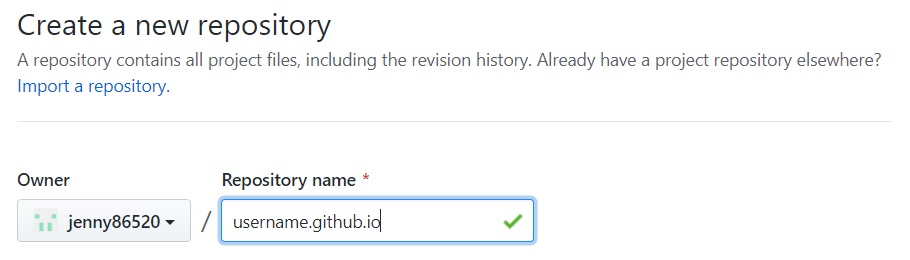 Create a new repository
A repository contains all project files, including the revision history. Already have a project repository elsewhere?
Import a repository.
Owner
Repository name *
jenny86520 / username.github.io